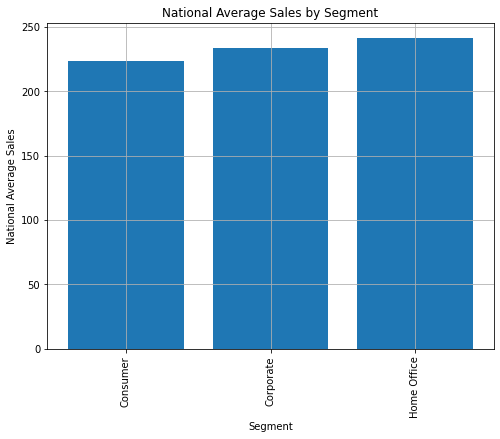 National Average Sales by Segment
National Average Sales
250
200
150
100
50
0
Consumer
Corporate
Home Office
Segment